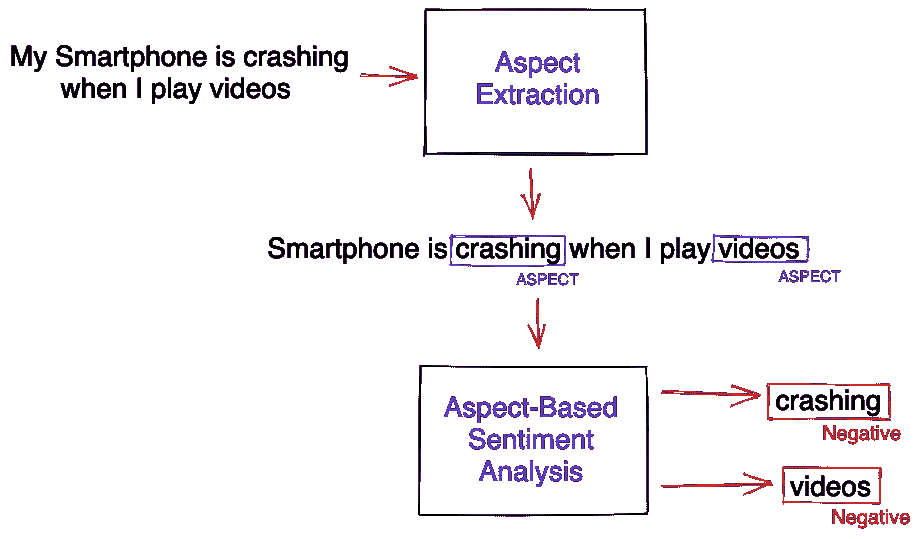 My Smartphone is crashing
when I play videos
Aspect
Extraction
Smartphone is crashing when I play videos
ASPECT
ASPECT
Aspect-Based
Sentiment
Analysis
crashing
Negative
videos
Negative